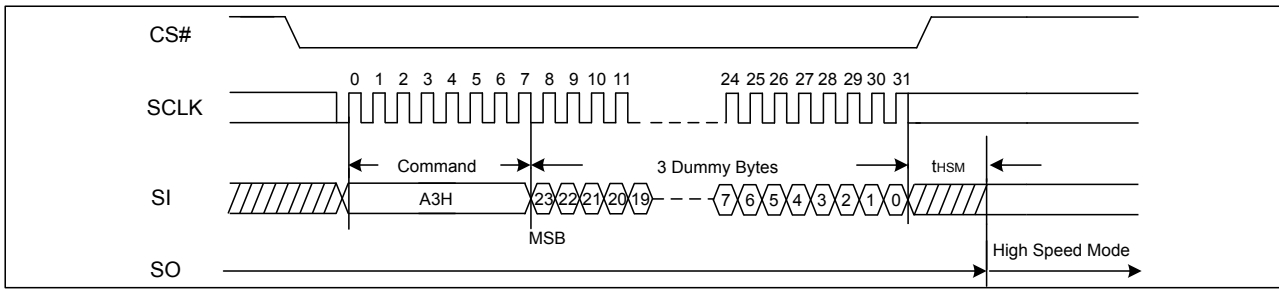 CS#
0 1 2 3 4 5 6 7 8 9 10 11 24 25 26 27 28 29 30 31
SCLK
Command 3 Dummy Bytes tHSM
SI A3H 23 22 21 20 19 7 6 5 4 3 2 1 0
MSB
High Speed Mode
SO